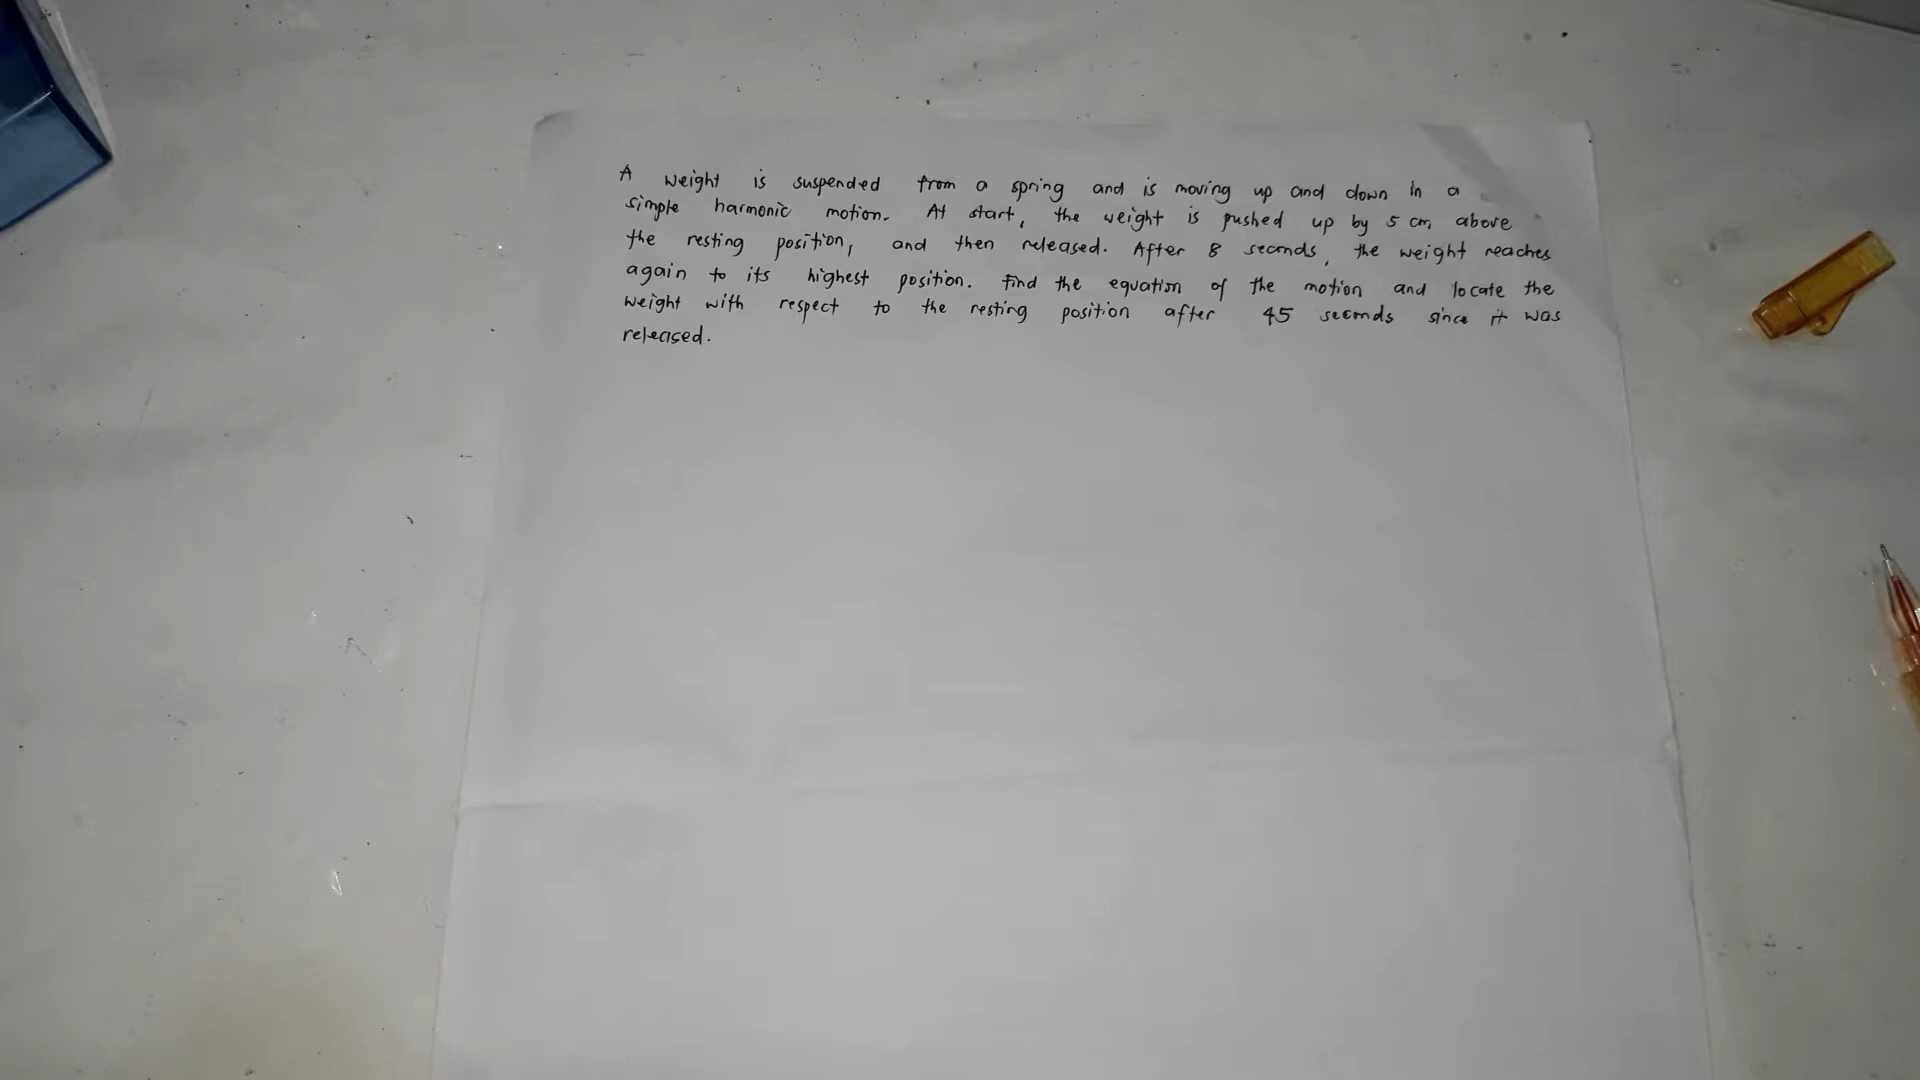 A weight is suspended from a spring and is moving up and down in a
simple harmonic motion. At start, the weight is pushed up by 5 cm above
the resting position, and then released. After 8 seconds, the weight reaches
again to its highest position. Find the equation of the motion and locate the
weight with respect to the resting position after 45 seconds since it was
released.